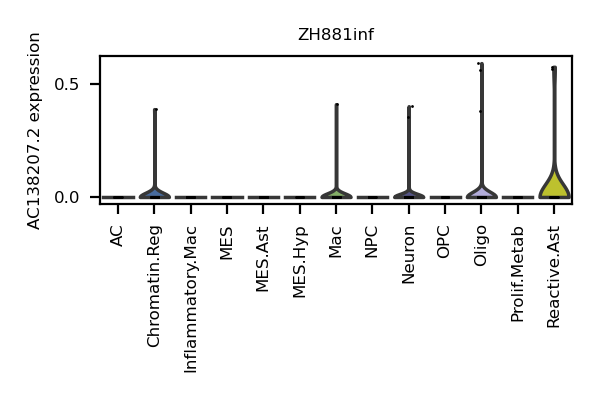 ZH881inf
AC138207.2 expression
0.5
0.0
AC
Chromatin.Reg
Inflammatory.Mac
MES
MES.Ast
MES.Hyp
Mac
NPC
Neuron
OPC
Oligo
Prolif.Metab
Reactive.Ast